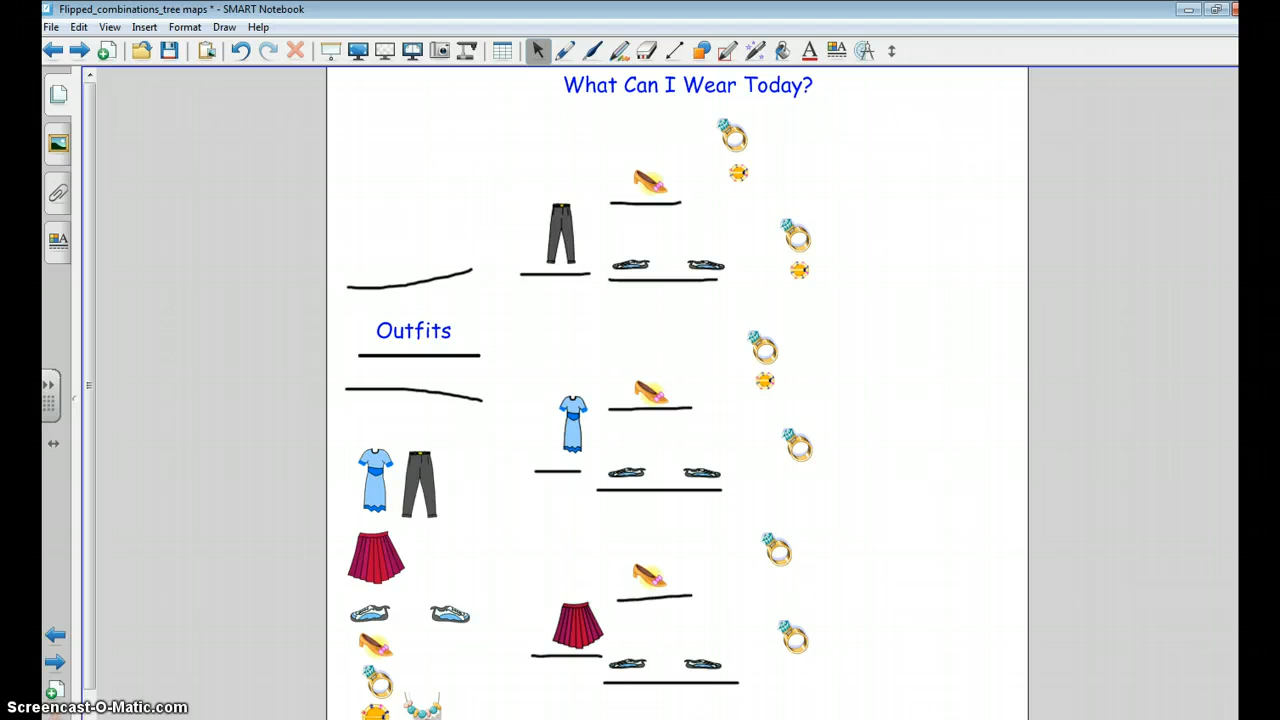 Flipped_combinations_tree maps * - SMART Notebook
File Edit View Insert Format Draw Help
What Can I Wear Today?
Outfits
Screencast-O-Matic.com